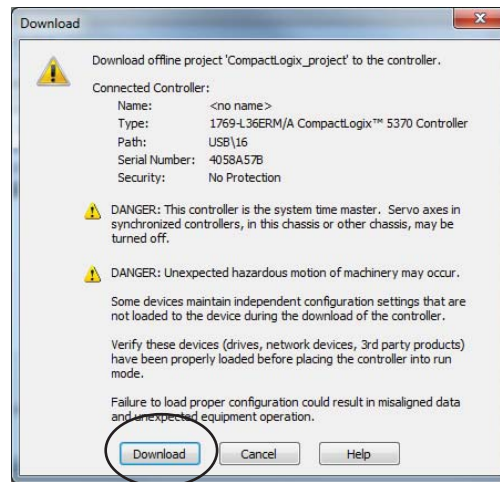 Download
Download offline project 'CompactLogix_project' to the controller.
Connected Controller:
Name: <no name>
Type: 1769-L36ERM/A CompactLogix™ 5370 Controller
Path: USB\16
Serial Number: 4058A57B
Security: No Protection
DANGER: This controller is the system time master. Servo axes in
synchronized controllers, in this chassis or other chassis, may be
turned off.
DANGER: Unexpected hazardous motion of machinery may occur.
Some devices maintain independent configuration settings that are
not loaded to the device during the download of the controller.
Verify these devices (drives, network devices, 3rd party products)
have been properly loaded before placing the controller into run
mode.
Failure to load proper configuration could result in misaligned data
and unexpected equipment operation.
Download Cancel Help